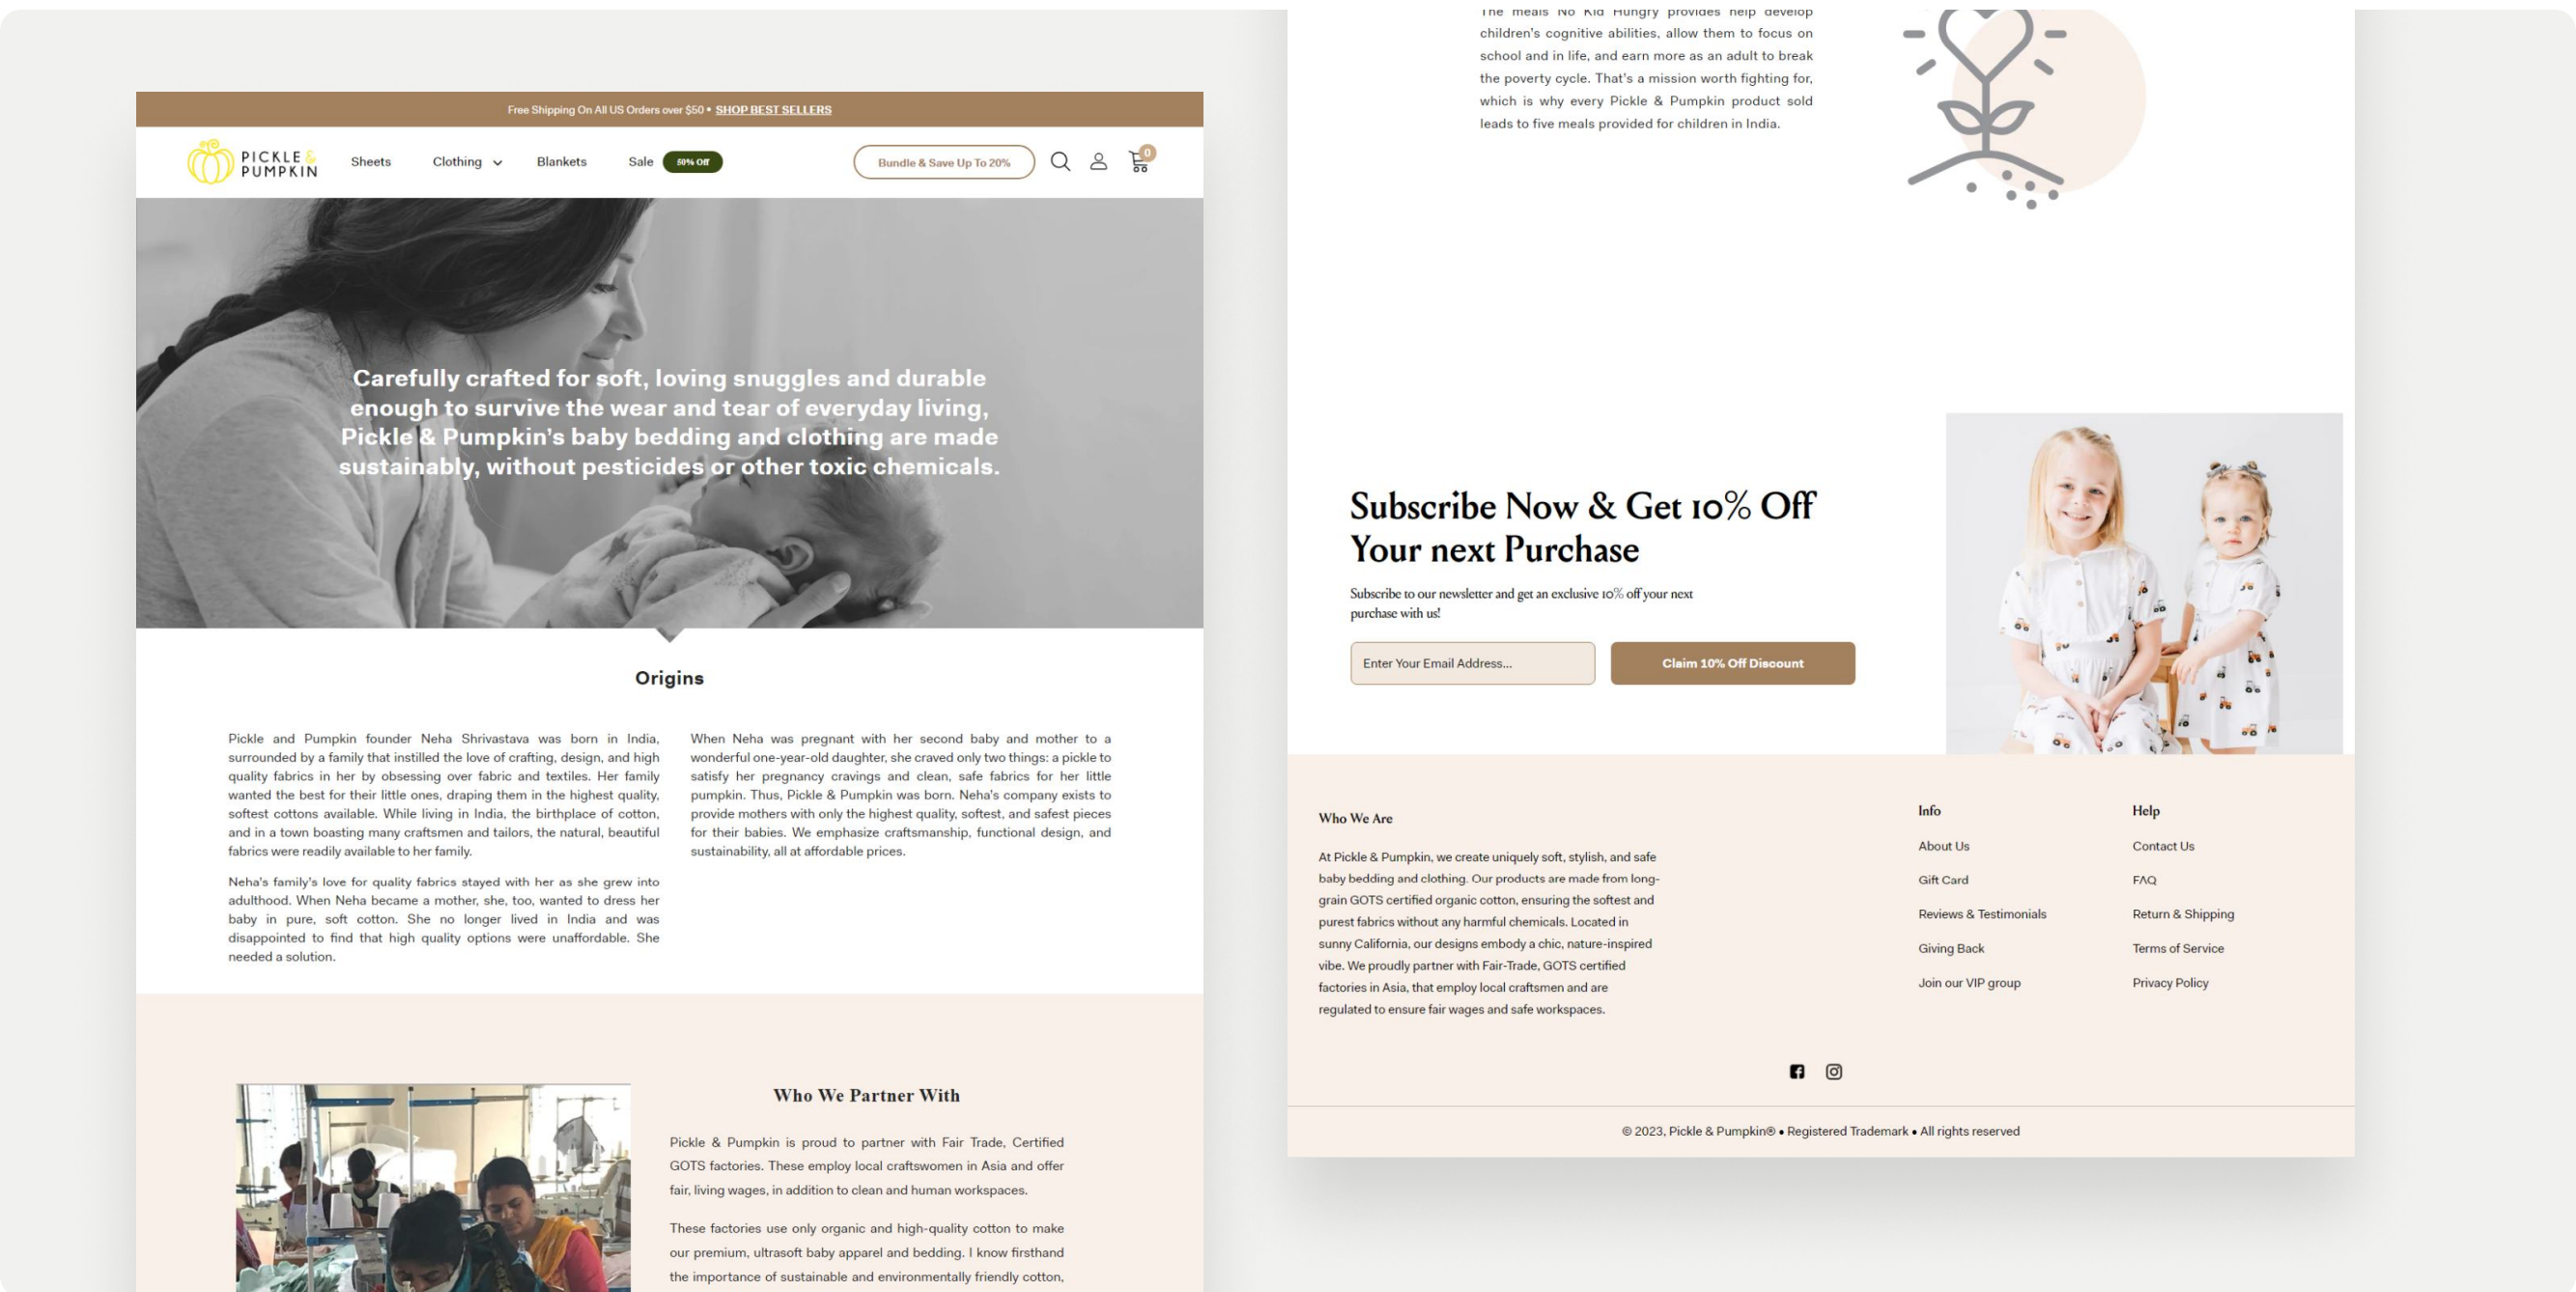 Free Shipping On All US Orders over $50 • SHOP BEST SELLERS
PICKLE &
PUMPKIN
Sheets
Clothing
Blankets
Sale
50% Off
Bundle & Save Up To 20%
0
Carefully crafted for soft, loving snuggles and durable
enough to survive the wear and tear of everyday living,
Pickle & Pumpkin’s baby bedding and clothing are made
sustainably, without pesticides or other toxic chemicals.
Origins
Pickle and Pumpkin founder Neha Shrivastava was born in India,
surrounded by a family that instilled the love of crafting, design, and high
quality fabrics in her by obsessing over fabric and textiles. Her family
wanted the best for their little ones, draping them in the highest quality,
softest cottons available. While living in India, the birthplace of cotton,
and in a town boasting many craftsmen and tailors, the natural, beautiful
fabrics were readily available to her family.
Neha's family's love for quality fabrics stayed with her as she grew into
adulthood. When Neha became a mother, she, too, wanted to dress her
baby in pure, soft cotton. She no longer lived in India and was
disappointed to find that high quality options were unaffordable. She
needed a solution.
When Neha was pregnant with her second baby and mother to a
wonderful one-year-old daughter, she craved only two things: a pickle to
satisfy her pregnancy cravings and clean, safe fabrics for her little
pumpkin. Thus, Pickle & Pumpkin was born. Neha's company exists to
provide mothers with only the highest quality, softest, and safest pieces
for their babies. We emphasize craftsmanship, functional design, and
sustainability, all at affordable prices.
Who We Partner With
Pickle & Pumpkin is proud to partner with Fair Trade, Certified
GOTS factories. These employ local craftswomen in Asia and offer
fair, living wages, in addition to clean and human workspaces.
These factories use only organic and high-quality cotton to make
our premium, ultrasoft baby apparel and bedding. I know firsthand
the importance of sustainable and environmentally friendly cotton,
The meals No Kid Hungry provides help develop
children's cognitive abilities, allow them to focus on
school and in life, and earn more as an adult to break
the poverty cycle. That's a mission worth fighting for,
which is why every Pickle & Pumpkin product sold
leads to five meals provided for children in India.
Subscribe Now & Get 10% Off
Your next Purchase
Subscribe to our newsletter and get an exclusive 10% off your next
purchase with us!
Enter Your Email Address...
Claim 10% Off Discount
Who We Are
At Pickle & Pumpkin, we create uniquely soft, stylish, and safe
baby bedding and clothing. Our products are made from long-
grain GOTS certified organic cotton, ensuring the softest and
purest fabrics without any harmful chemicals. Located in
sunny California, our designs embody a chic, nature-inspired
vibe. We proudly partner with Fair-Trade, GOTS certified
factories in Asia, that employ local craftsmen and are
regulated to ensure fair wages and safe workspaces.
Info
About Us
Gift Card
Reviews & Testimonials
Giving Back
Join our VIP group
Help
Contact Us
FAQ
Return & Shipping
Terms of Service
Privacy Policy
© 2023, Pickle & Pumpkin® • Registered Trademark • All rights reserved